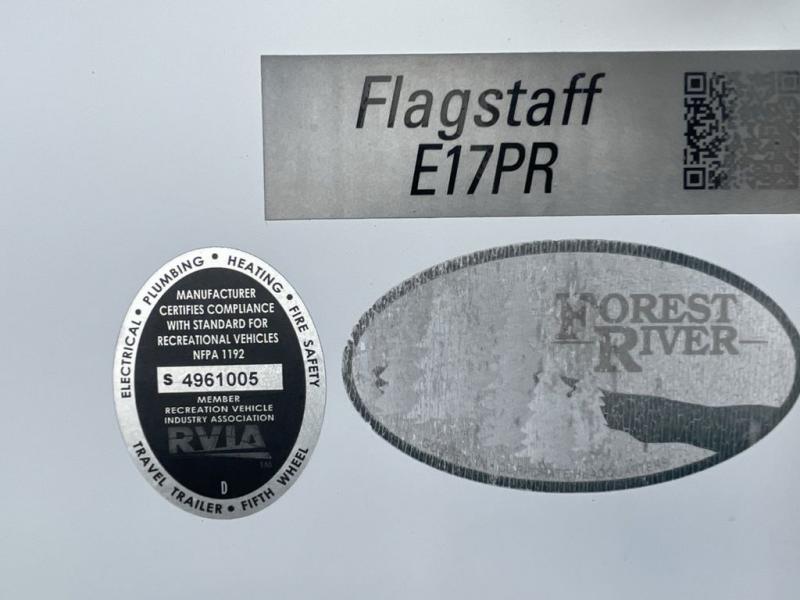 Flagstaff
E17PR
ELECTRICAL • PLUMBING • HEATING • FIRE SAFETY
MANUFACTURER
CERTIFIES COMPLIANCE
WITH STANDARD FOR
RECREATIONAL VEHICLES
NFPA 1192
S 4961005
MEMBER
RECREATION VEHICLE
INDUSTRY ASSOCIATION
RVIA
TM
D
TRAVEL TRAILER • FIFTH WHEEL
FOREST
RIVER